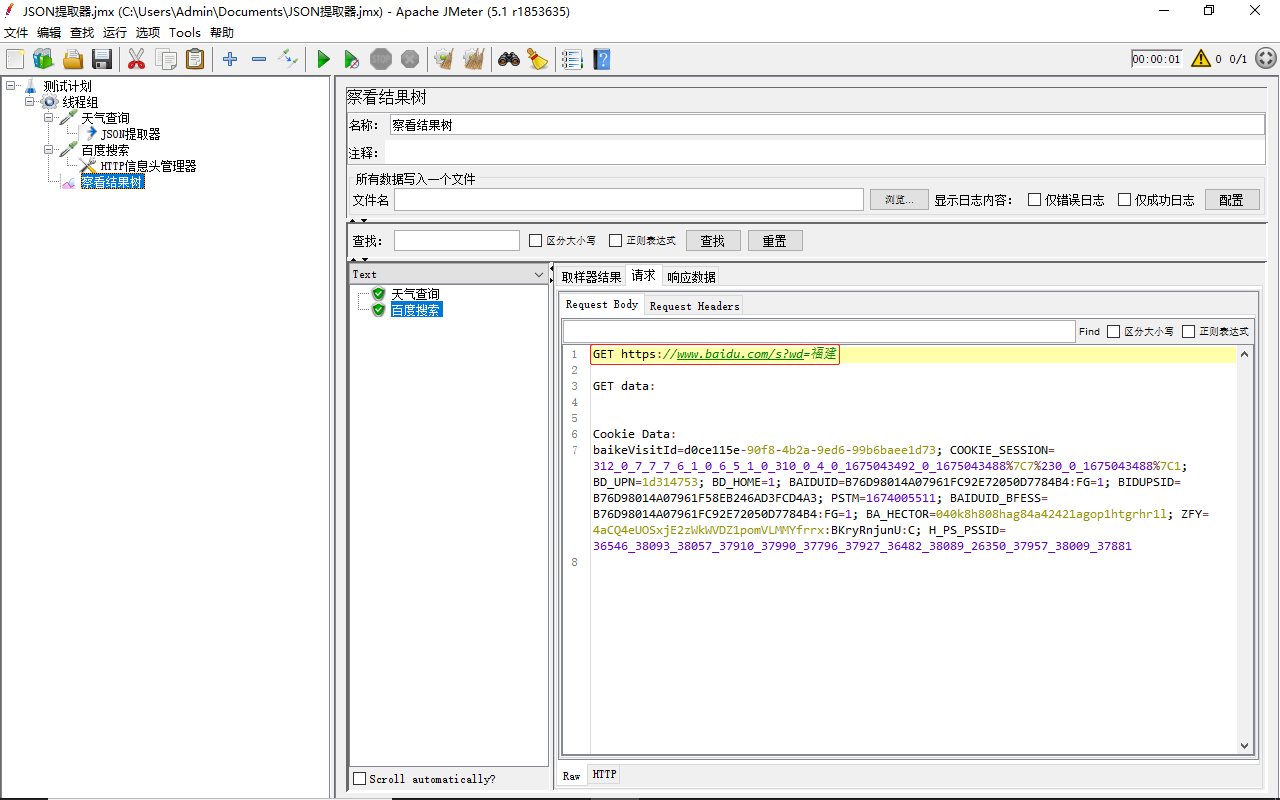 JSON提取器.jmx (C:\Users\Admin\Documents\JSON提取器.jmx) - Apache JMeter (5.1 r1853635)
文件 编辑 查找 运行 选项 Tools 帮助
STOP
00:00:01 0 0/1
测试计划
线程组
天气查询
JSON提取器
百度搜索
HTTP信息头管理器
察看结果树
察看结果树
名称: 察看结果树
注释:
所有数据写入一个文件
文件名 浏览... 显示日志内容: 仅错误日志 仅成功日志 配置
查找: 区分大小写 正则表达式 查找 重置
Text
天气查询
百度搜索
Scroll automatically?
取样器结果 请求 响应数据
Request Body Request Headers
Find 区分大小写 正则表达式
1 GET https://www.baidu.com/s?wd=福建
2
3 GET data:
4
5
6 Cookie Data:
7 baikeVisitId=d0ce115e-90f8-4b2a-9ed6-99b6baee1d73; COOKIE_SESSION=
312_0_7_7_7_6_1_0_6_5_1_0_310_0_4_0_1675043492_0_1675043488%7C7%230_0_1675043488%7C1;
BD_UPN=1d314753; BD_HOME=1; BAIDUID=B76D98014A07961FC92E72050D7784B4:FG=1; BIDUPSID=
B76D98014A07961F58EB246AD3FCD4A3; PSTM=1674005511; BAIDUID_BFESS=
B76D98014A07961FC92E72050D7784B4:FG=1; BA_HECTOR=040k8h808hag84a42421agop1htgrhr1l; ZFY=
4aCQ4eUOSxjE2zWkWVDZ1pomVLMMYfrrx:BKryRnjunU:C; H_PS_PSSID=
36546_38093_38057_37910_37990_37796_37927_36482_38089_26350_37957_38009_37881
8
Raw HTTP